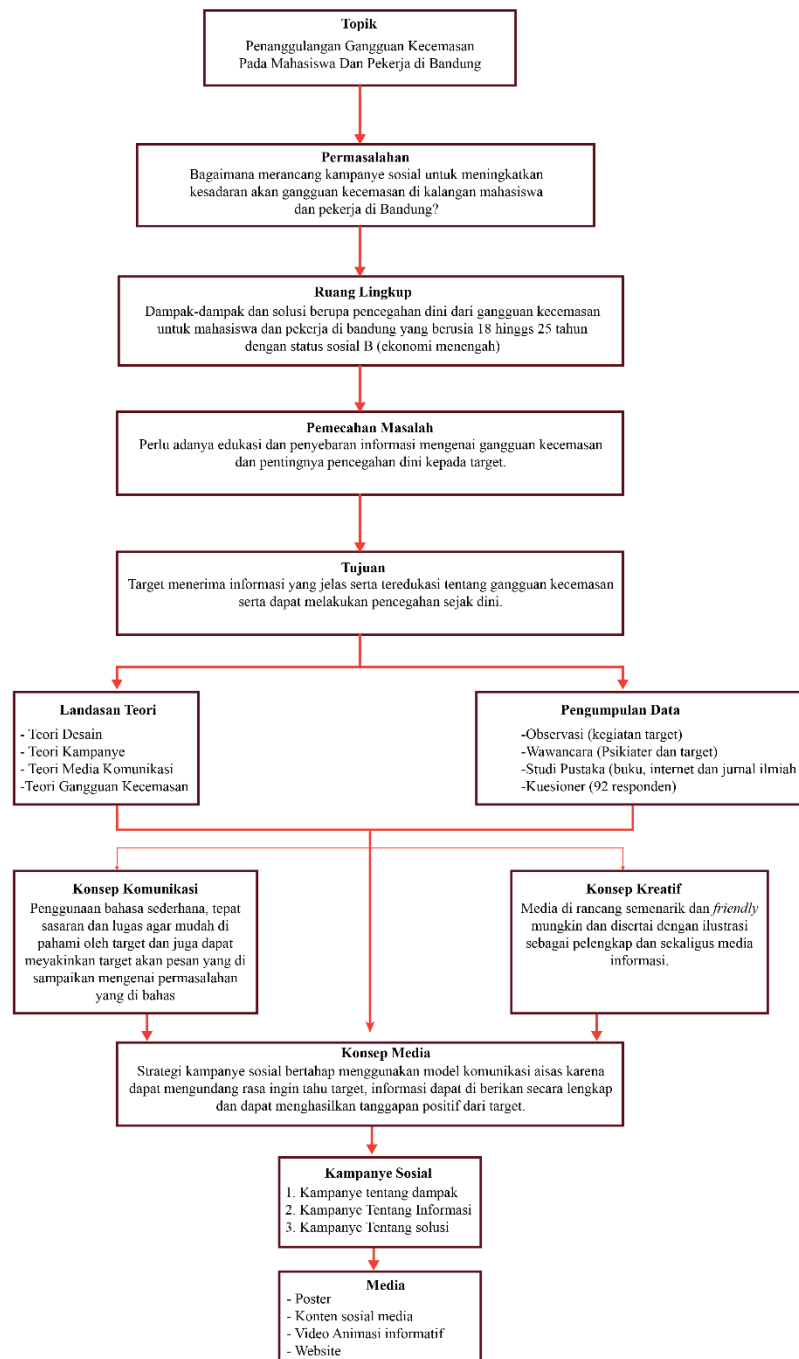 Topik
Penanggulangan Gangguan Kecemasan
Pada Mahasiswa Dan Pekerja di Bandung
Permasalahan
Bagaimana merancang kampanye sosial untuk meningkatkan
kesadaran akan gangguan kecemasan di kalangan mahasiswa
dan pekerja di Bandung?
Ruang Lingkup
Dampak-dampak dan solusi berupa pencegahan dini dari gangguan kecemasan
untuk mahasiswa dan pekerja di bandung yang berusia 18 hinggs 25 tahun
dengan status sosial B (ekonomi menengah)
Pemecahan Masalah
Perlu adanya edukasi dan penyebaran informasi mengenai gangguan kecemasan
dan pentingnya pencegahan dini kepada target.
Tujuan
Target menerima informasi yang jelas serta teredukasi tentang gangguan kecemasan
serta dapat melakukan pencegahan sejak dini.
Landasan Teori
- Teori Desain
- Teori Kampanye
- Teori Media Komunikasi
-Teori Gangguan Kecemasan
Pengumpulan Data
-Observasi (kegiatan target)
-Wawancara (Psikiater dan target)
-Studi Pustaka (buku, internet dan jurnal ilmiah
-Kuesioner (92 responden)
Konsep Komunikasi
Penggunaan bahasa sederhana, tepat
sasaran dan lugas agar mudah di
pahami oleh target dan juga dapat
meyakinkan target akan pesan yang di
sampaikan mengenai permasalahan
yang di bahas
Konsep Kreatif
Media di rancang semenarik dan friendly
mungkin dan disertai dengan ilustrasi
sebagai pelengkap dan sekaligus media
informasi.
Konsep Media
Strategi kampanye sosial bertahap menggunakan model komunikasi aisas karena
dapat mengundang rasa ingin tahu target, informasi dapat di berikan secara lengkap
dan dapat menghasilkan tanggapan positif dari target.
Kampanye Sosial
1. Kampanye tentang dampak
2. Kampanye Tentang Informasi
3. Kampanye Tentang solusi
Media
- Poster
- Konten sosial media
- Video Animasi informatif
- Website